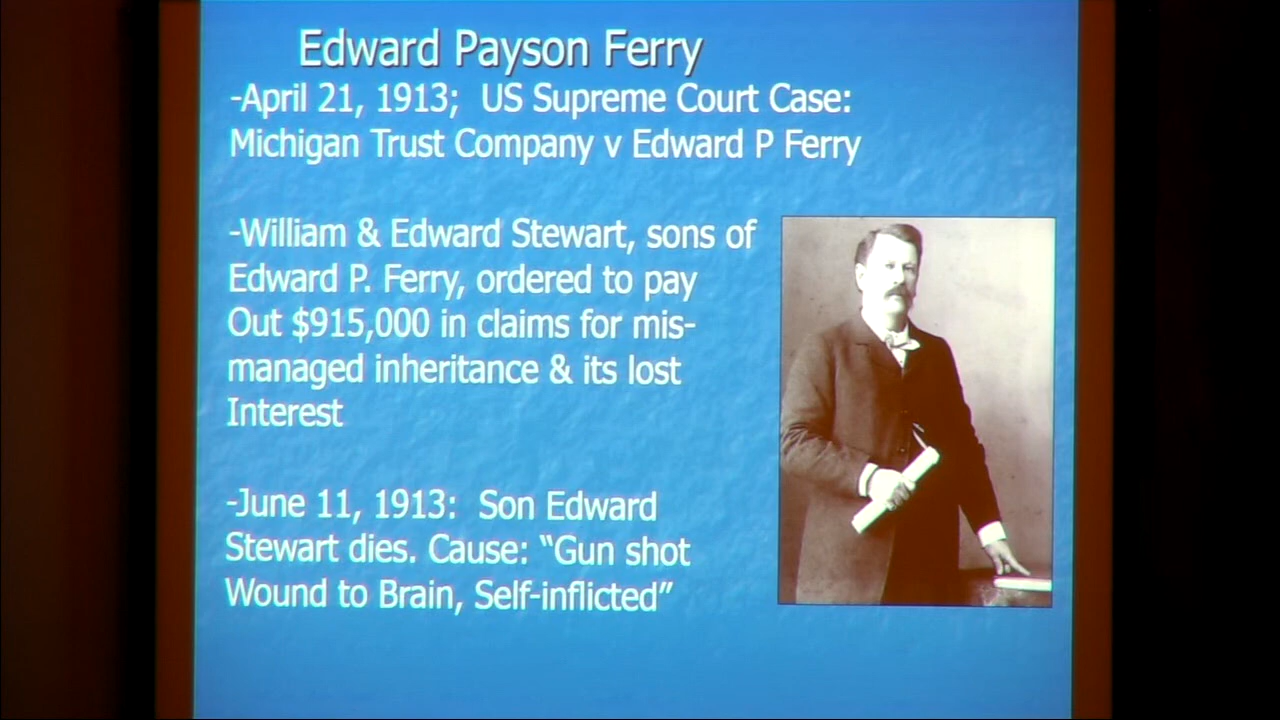 Edward Payson Ferry
-April 21, 1913; US Supreme Court Case:
Michigan Trust Company v Edward P Ferry
-William & Edward Stewart, sons of
Edward P. Ferry, ordered to pay
Out $915,000 in claims for mis-
managed inheritance & its lost
Interest
-June 11, 1913: Son Edward
Stewart dies. Cause: “Gun shot
Wound to Brain, Self-inflicted”